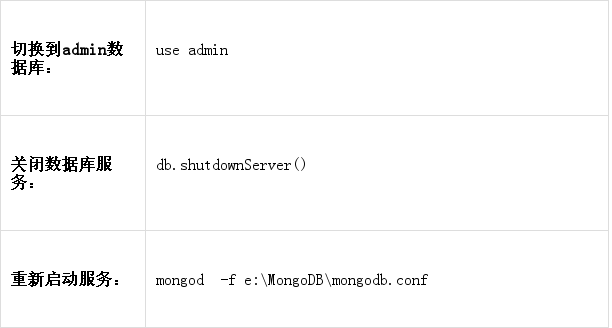 切换到admin数
据库：
use admin
关闭数据库服
务：
db.shutdownServer()
重新启动服务：
mongod  -f e:\MongoDB\mongodb.conf